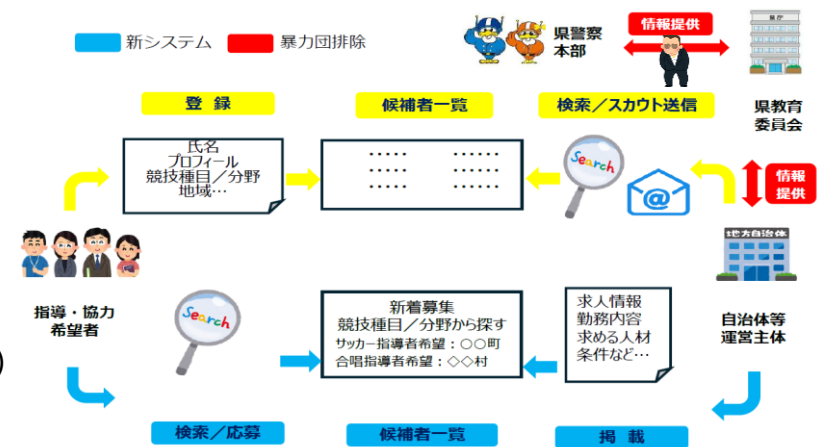 新システム
暴力団排除
県警察
本部
情報提供
県庁
県教育
委員会
登 録
候補者一覧
検索／スカウト送信
氏名
プロフィール
競技種目／分野
地域…
‥‥‥ ‥‥‥
‥‥‥ ‥‥‥
‥‥‥ ‥‥‥
Search
@
情報
提供
地方自治体
指導・協力
希望者
Search
新着募集
競技種目／分野から探す
サッカー指導者希望：○○町
合唱指導者希望：◇◇村
求人情報
勤務内容
求める人材
条件など…
自治体等
運営主体
)
検索／応募
候補者一覧
掲 載